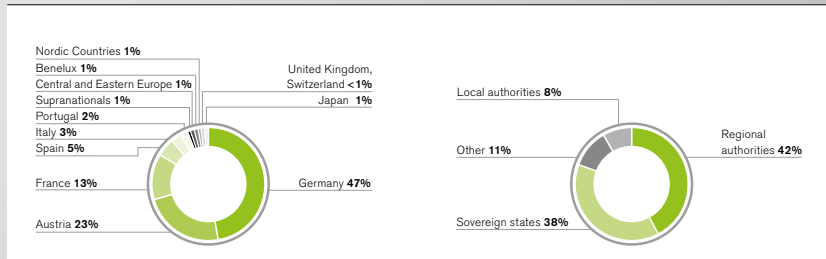 Nordic Countries 1%
Benelux 1%
Central and Eastern Europe 1%
Supranationals 1%
Portugal 2%
Italy 3%
Spain 5%
France 13%
Austria 23%
United Kingdom,
Switzerland <1%
Japan 1%
Germany 47%
Local authorities 8%
Other 11%
Sovereign states 38%
Regional
authorities 42%